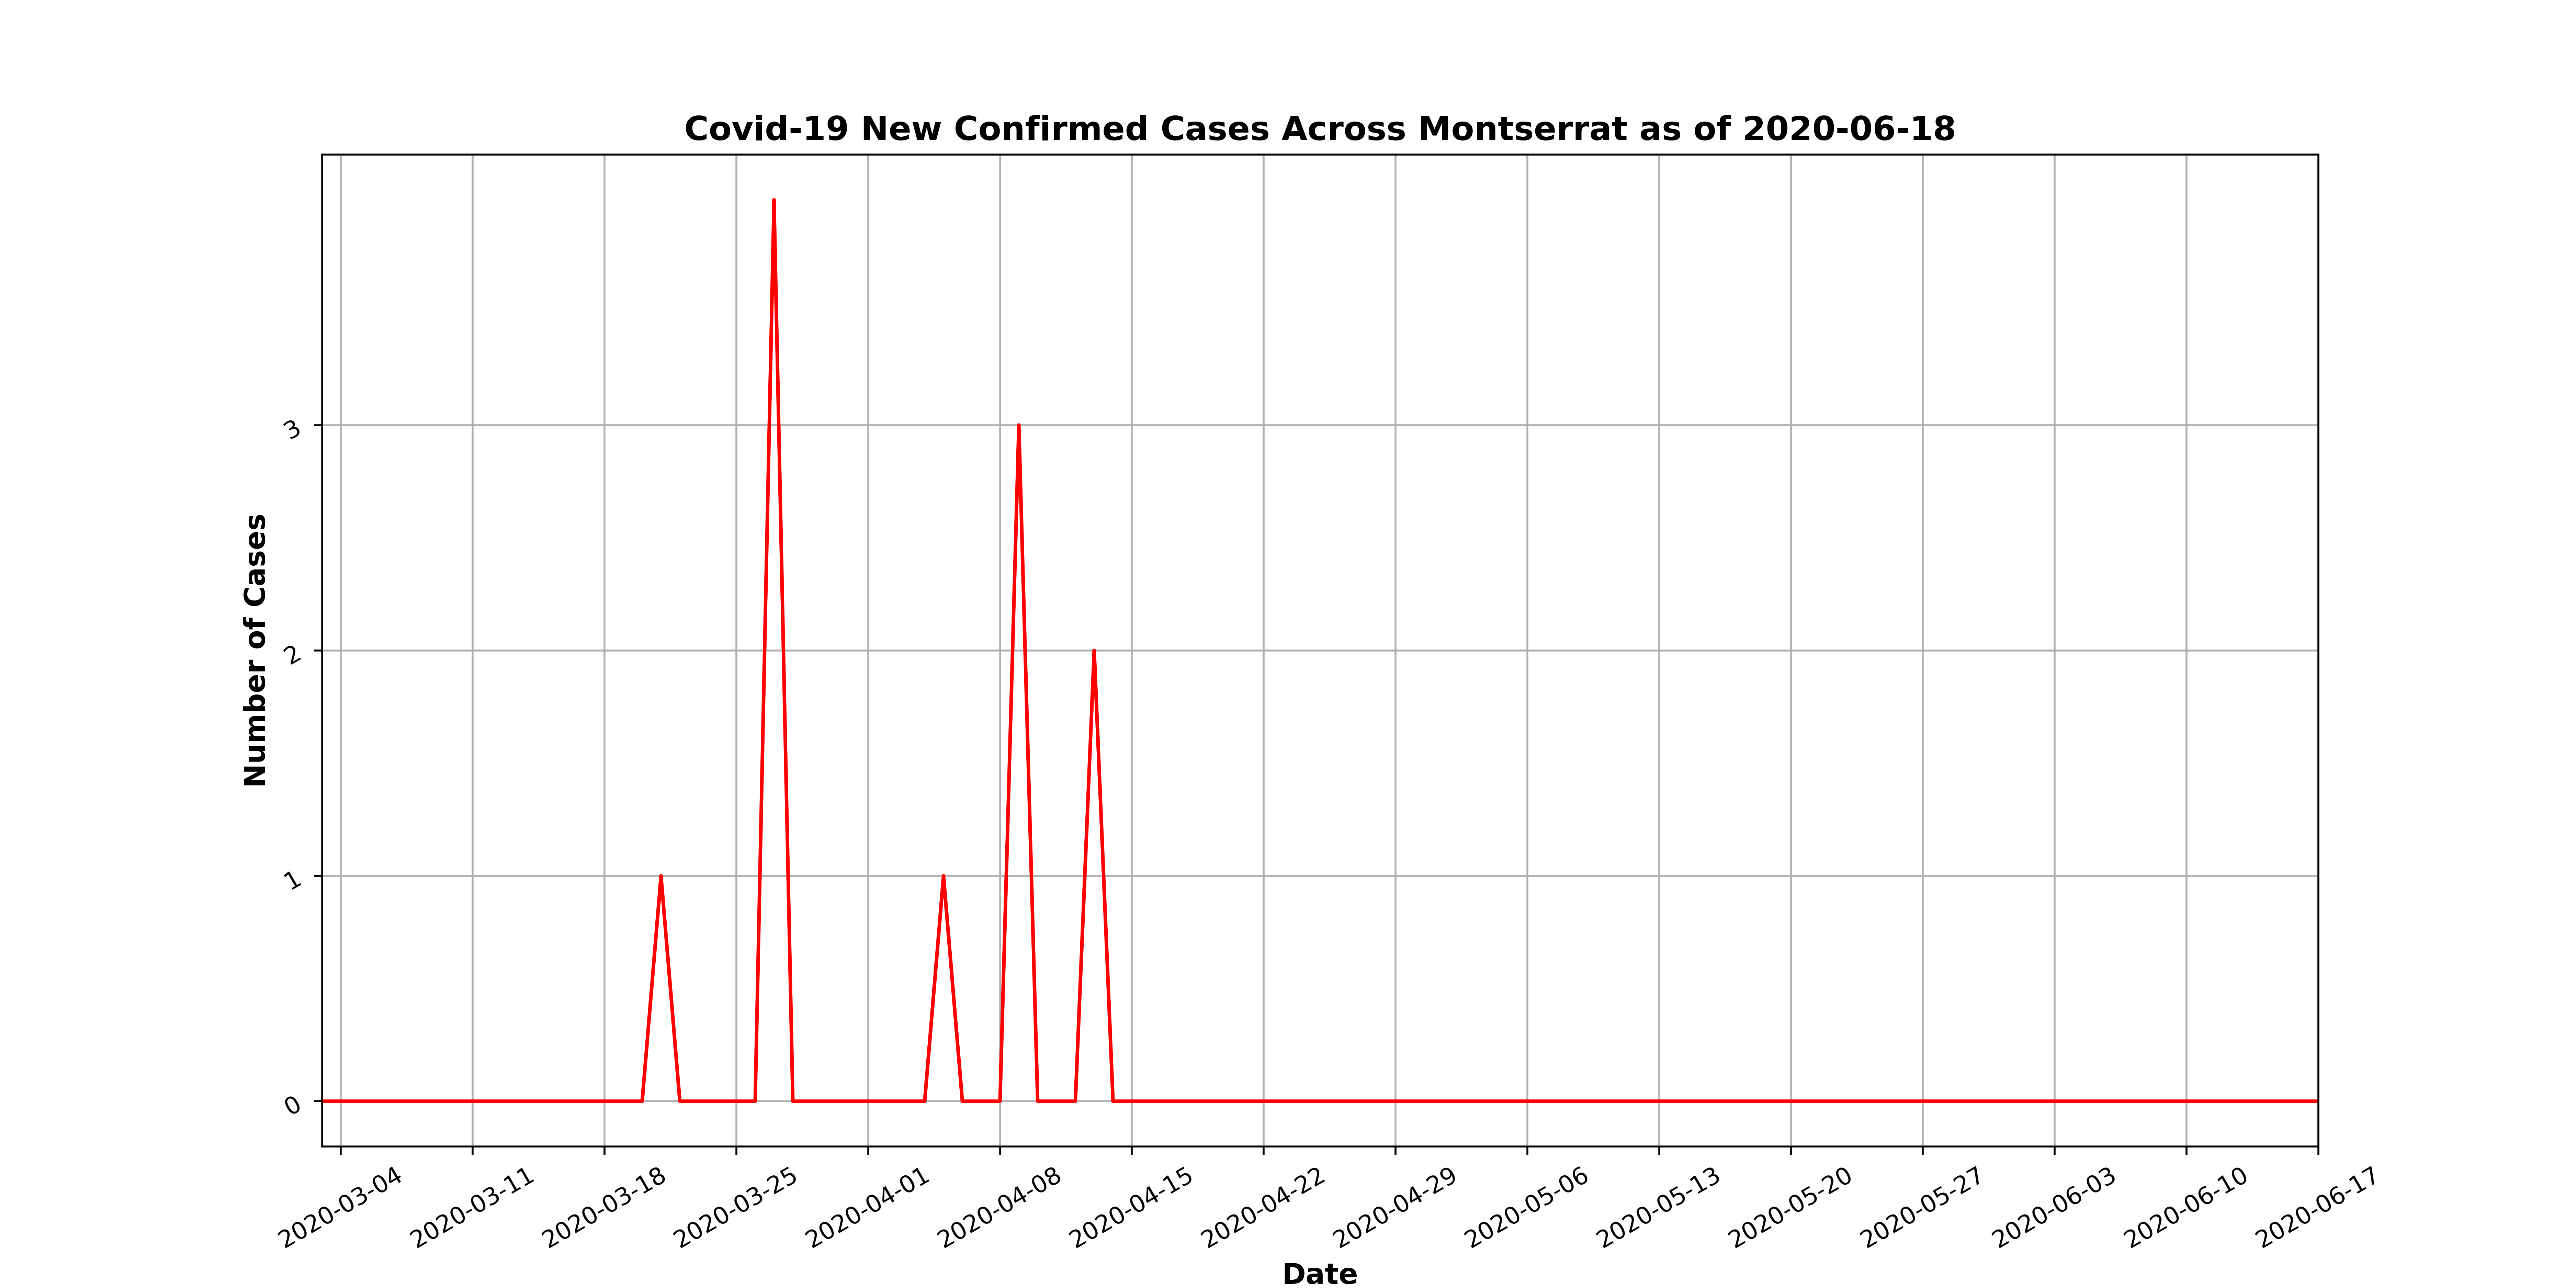 Covid-19 New Confirmed Cases Across Montserrat as of 2020-06-18
Number of Cases
3
2
1
0
2020-03-04 2020-03-11 2020-03-18 2020-03-25 2020-04-01 2020-04-08 2020-04-15 2020-04-22 2020-04-29 2020-05-06 2020-05-13 2020-05-20 2020-05-27 2020-06-03 2020-06-10 2020-06-17
Date